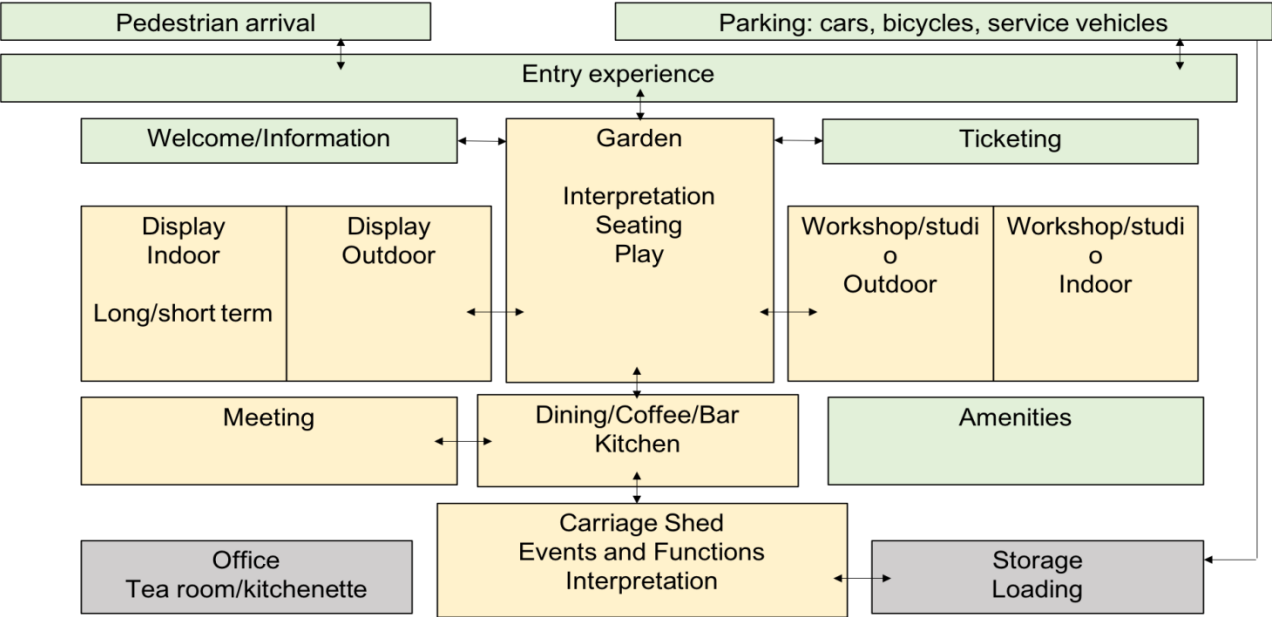 Pedestrian arrival
Parking: cars, bicycles, service vehicles
Entry experience
Welcome/Information
Garden
Interpretation
Seating
Play
Ticketing
Display
Indoor
Long/short term
Display
Outdoor
Workshop/studi
o
Outdoor
Workshop/studi
o
Indoor
Meeting
Dining/Coffee/Bar
Kitchen
Amenities
Carriage Shed
Events and Functions
Interpretation
Office
Tea room/kitchenette
Storage
Loading